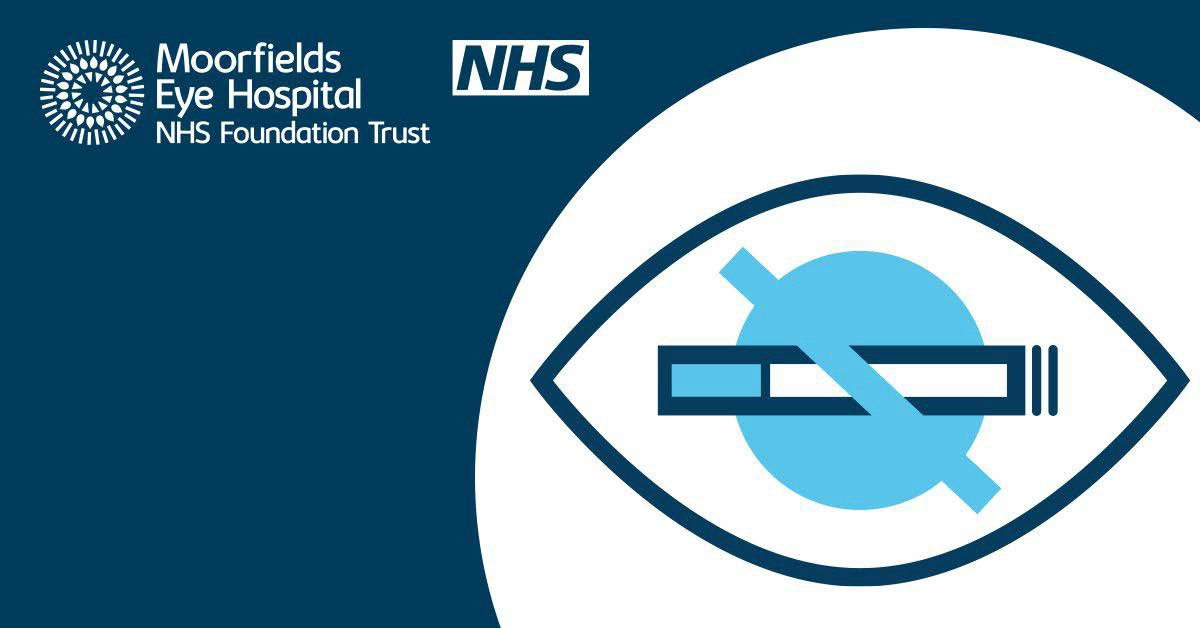 Moorfields
Eye Hospital
NHS Foundation Trust
NHS